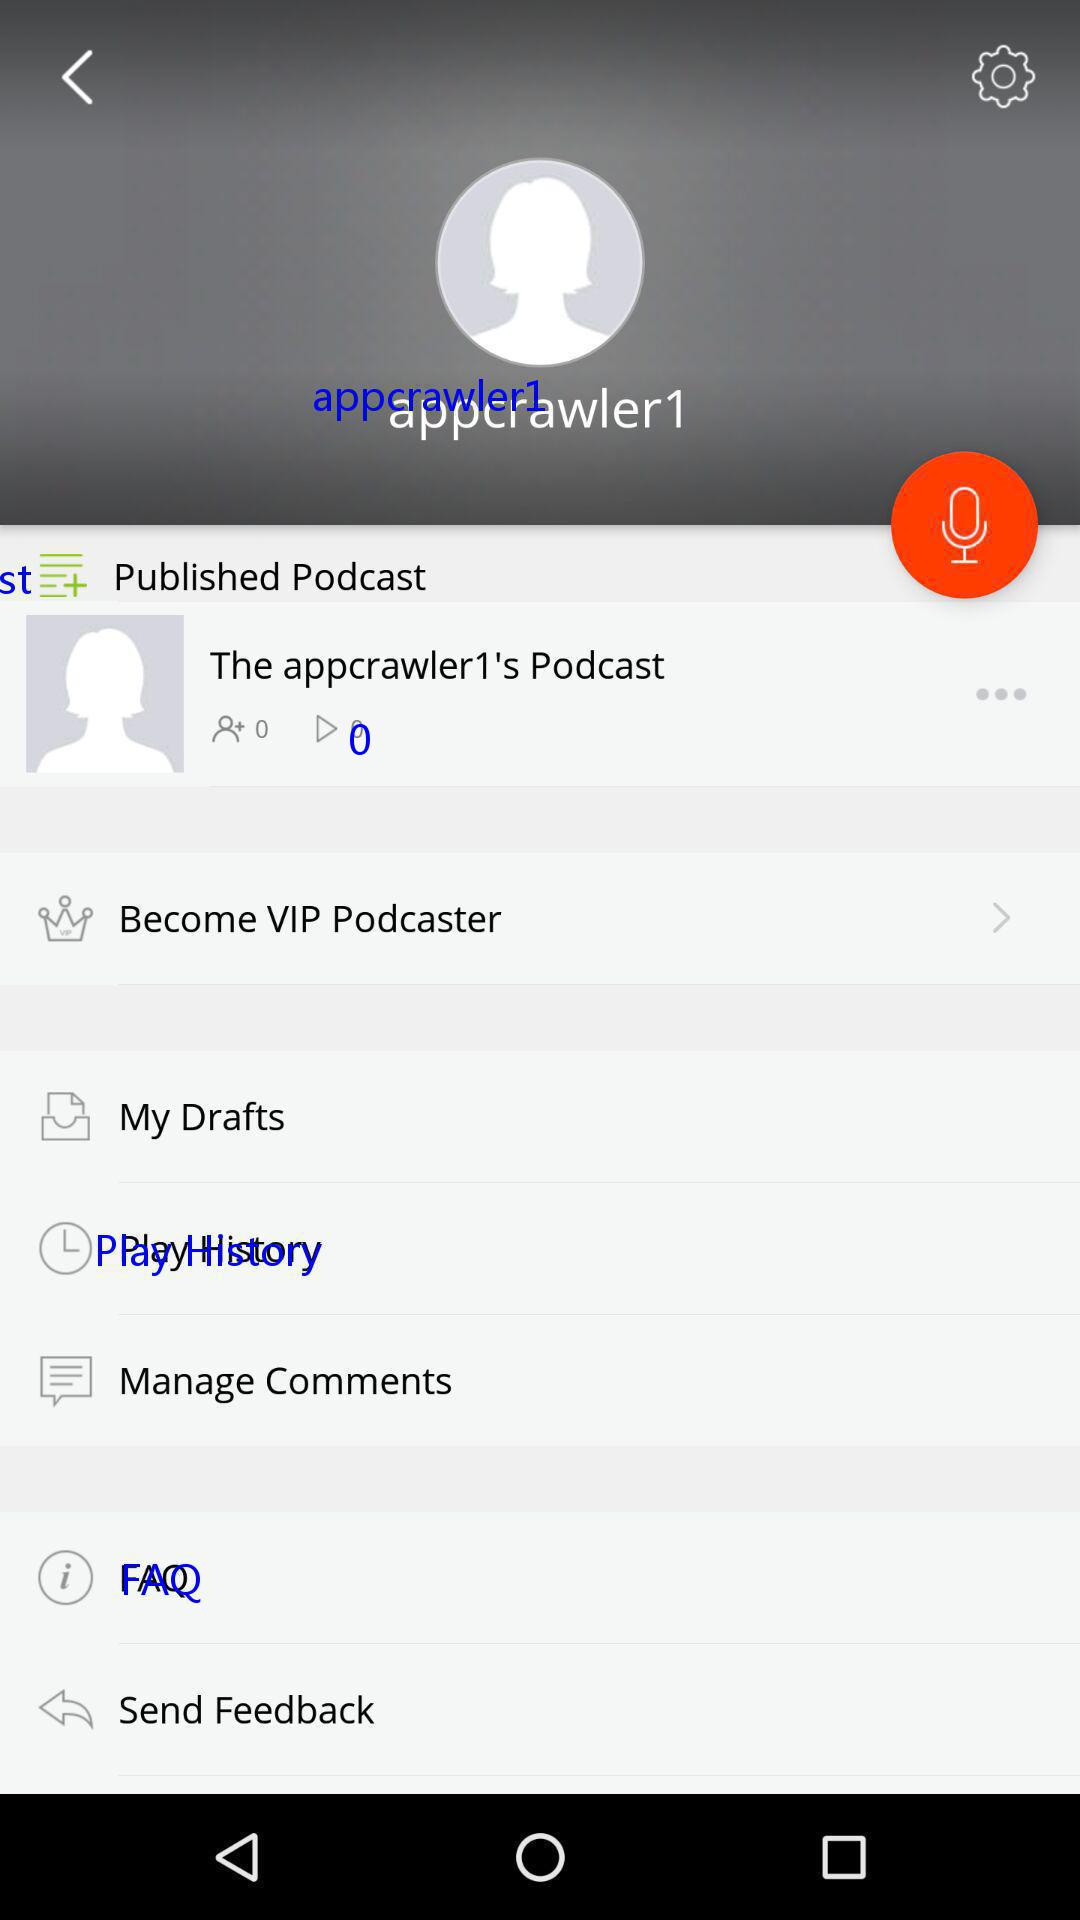 appcrawler1
appcrawler1
st
Published Podcast
The appcrawler1's Podcast
0
0
0
VIP
Become VIP Podcaster
My Drafts
Play History
Play History
Manage Comments
i
FAQ
FAQ
Send Feedback